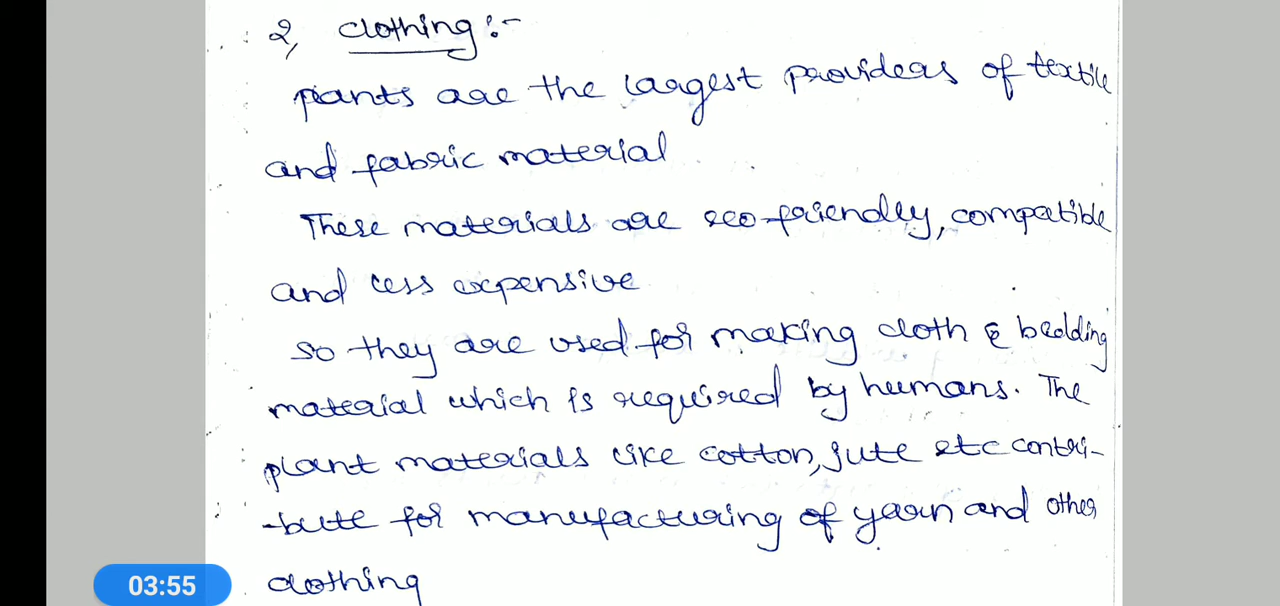 2, clothing :-
plants are the largest providers of textile
and fabric material
These materials are eco-friendly, compatible
and less expensive
so they are used for making cloth & bedding
material which is required by humans. The
plant materials like cotton, jute etc contri-
-bute for manufacturing of yarn and other
clothing
03:55